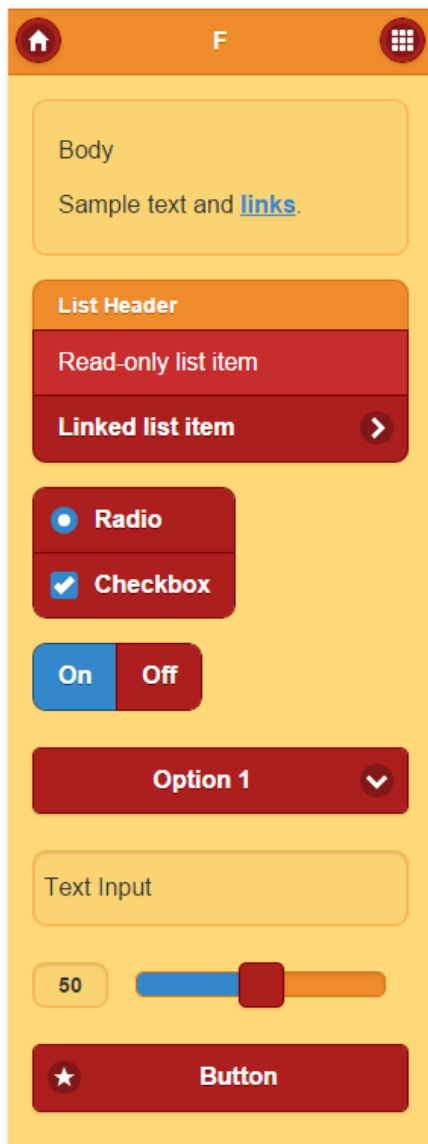 F
Body
Sample text and links.
List Header
Read-only list item
Linked list item
Radio
Checkbox
On Off
Option 1
Text Input
50
Button